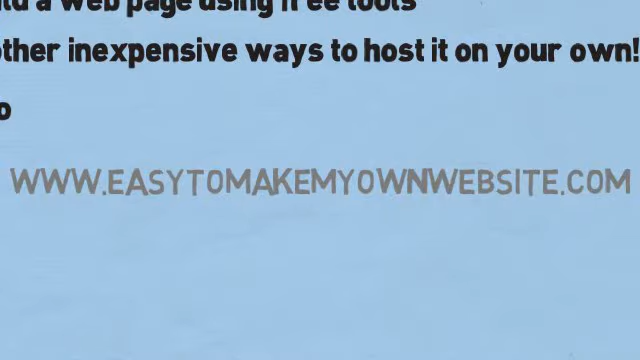 a web page using free tools
other inexpensive ways to host it on your own!
WWW.EASYTOMAKEMYOWNWEBSITE.COM